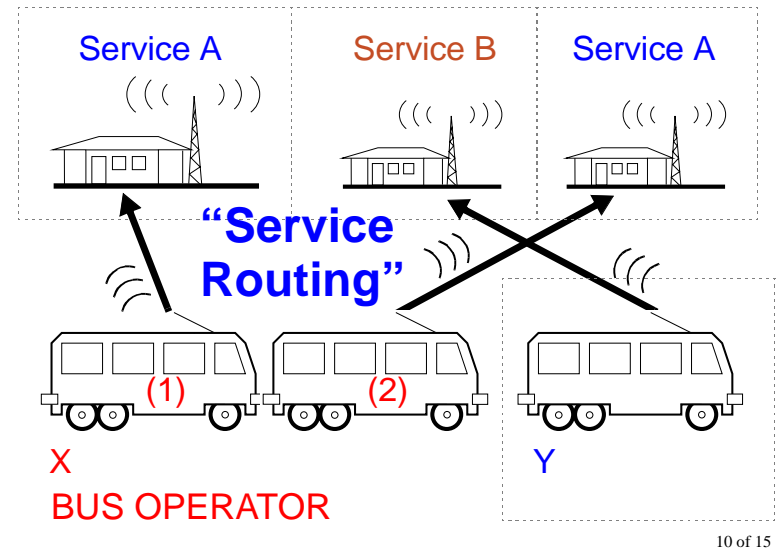 Service A
Service B
Service A
“Service
Routing”
(1)
(2)
X
Y
BUS OPERATOR
10 of 15